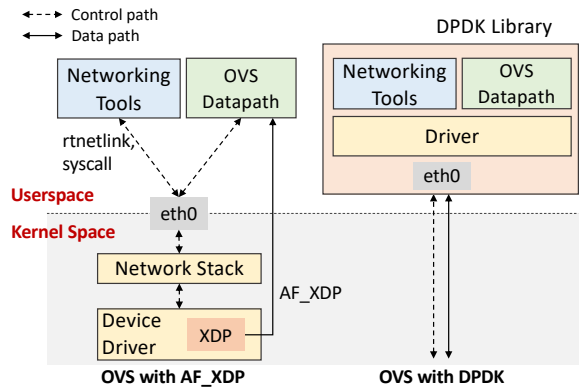 Control path
Data path
DPDK Library
Networking
Tools
OVS
Datapath
Networking
Tools
OVS
Datapath
rtnetlink,
syscall
Driver
eth0
Userspace
eth0
Kernel Space
Network Stack
AF_XDP
Device
Driver
XDP
OVS with AF_XDP
OVS with DPDK